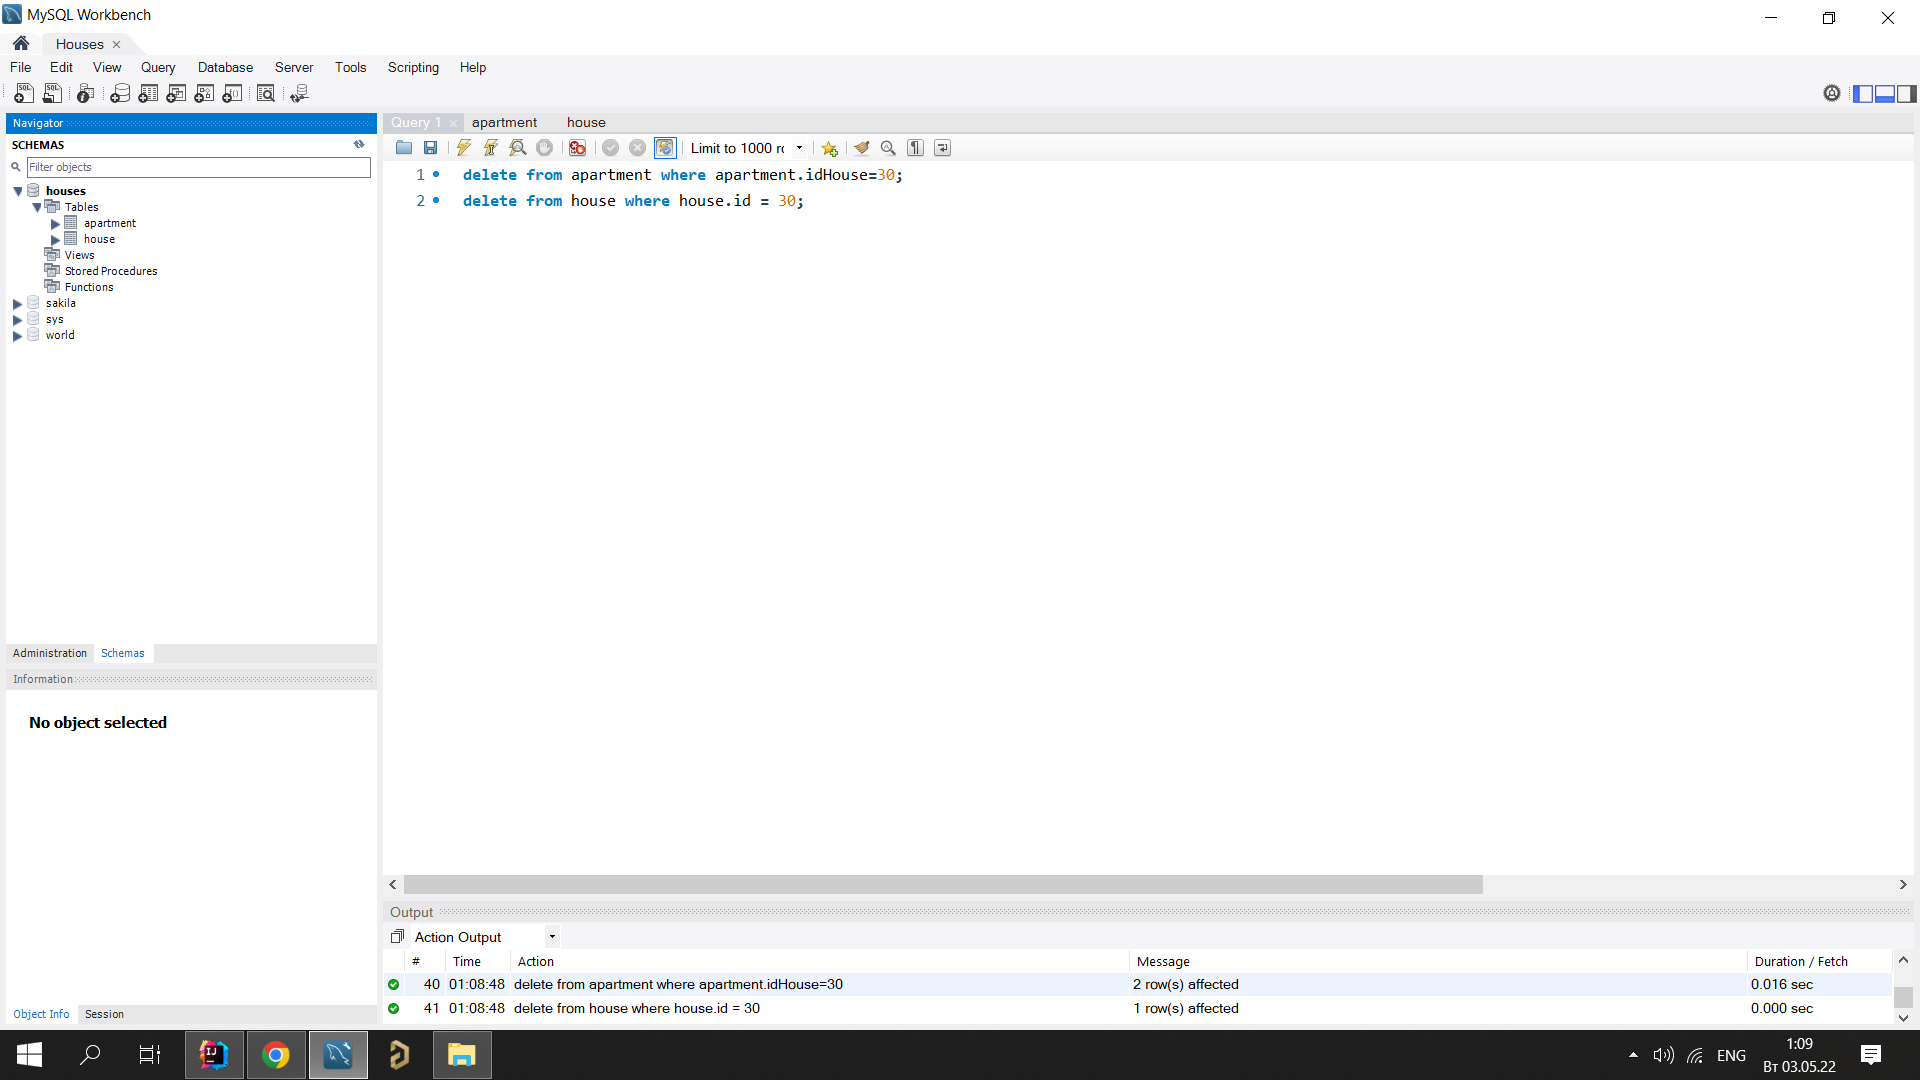 MySQL Workbench
Houses
File Edit View Query Database Server Tools Scripting Help
Navigator
SCHEMAS
Filter objects
houses
Tables
apartment
house
Views
Stored Procedures
Functions
sakila
sys
world
Administration Schemas
Information
No object selected
Object Info Session
Query 1 apartment house
Limit to 1000 rc
1 delete from apartment where apartment.idHouse=30;
2 delete from house where house.id = 30;
Output
Action Output
# Time Action Message Duration / Fetch
40 01:08:48 delete from apartment where apartment.idHouse=30 2 row(s) affected 0.016 sec
41 01:08:48 delete from house where house.id = 30 1 row(s) affected 0.000 sec
ENG
1:09
Вт 03.05.22